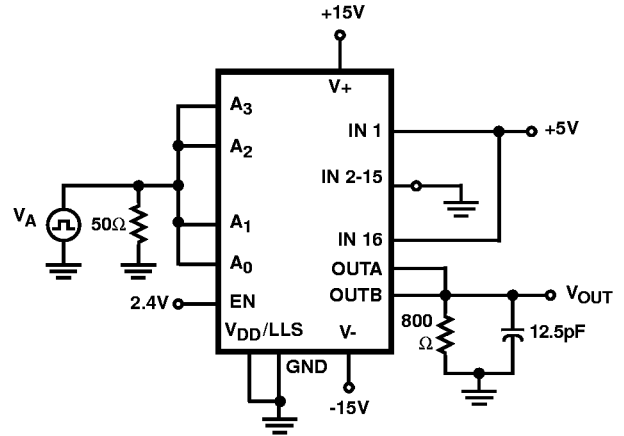 +15V
V+
A3
IN 1
+5V
A2
IN 2-15
VA
50Ω
A1
IN 16
A0
OUTA
2.4V
EN
OUTB
VOUT
VDD/LLS
V-
800
Ω
12.5pF
GND
-15V